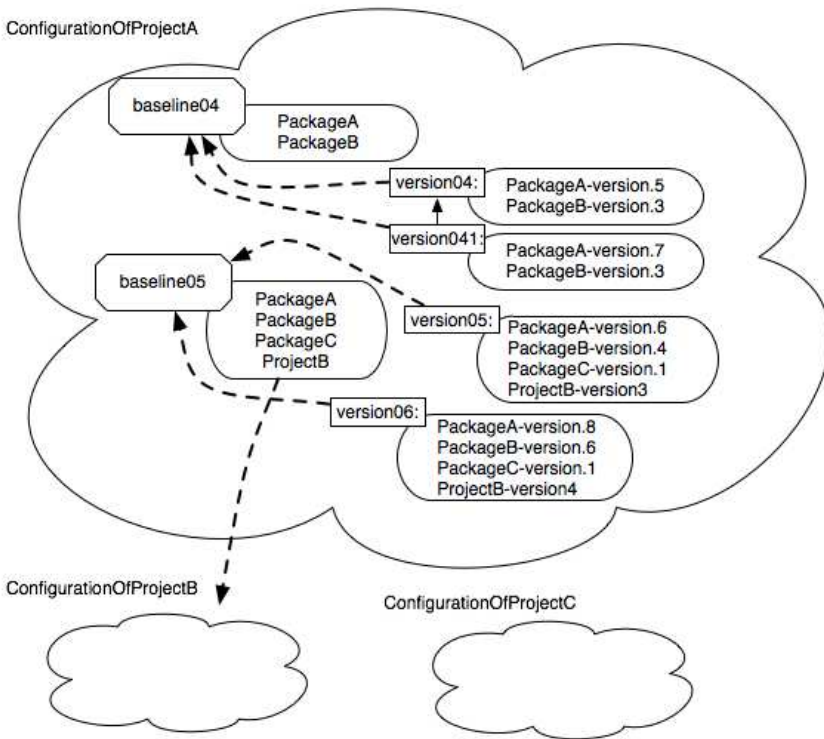 ConfigurationOfProjectA
baseline04
PackageA
PackageB
version04:
PackageA-version.5
PackageB-version.3
version041:
PackageA-version.7
PackageB-version.3
baseline05
PackageA
PackageB
PackageC
ProjectB
version05:
PackageA-version.6
PackageB-version.4
PackageC-version.1
ProjectB-version3
version06:
PackageA-version.8
PackageB-version.6
PackageC-version.1
ProjectB-version4
ConfigurationOfProjectB
ConfigurationOfProjectC